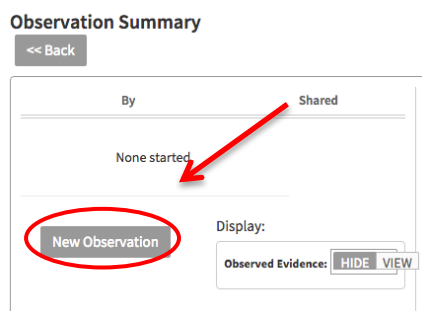 Observation Summary
<< Back
By Shared
None started
New Observation
Display:
Observed Evidence: HIDE VIEW